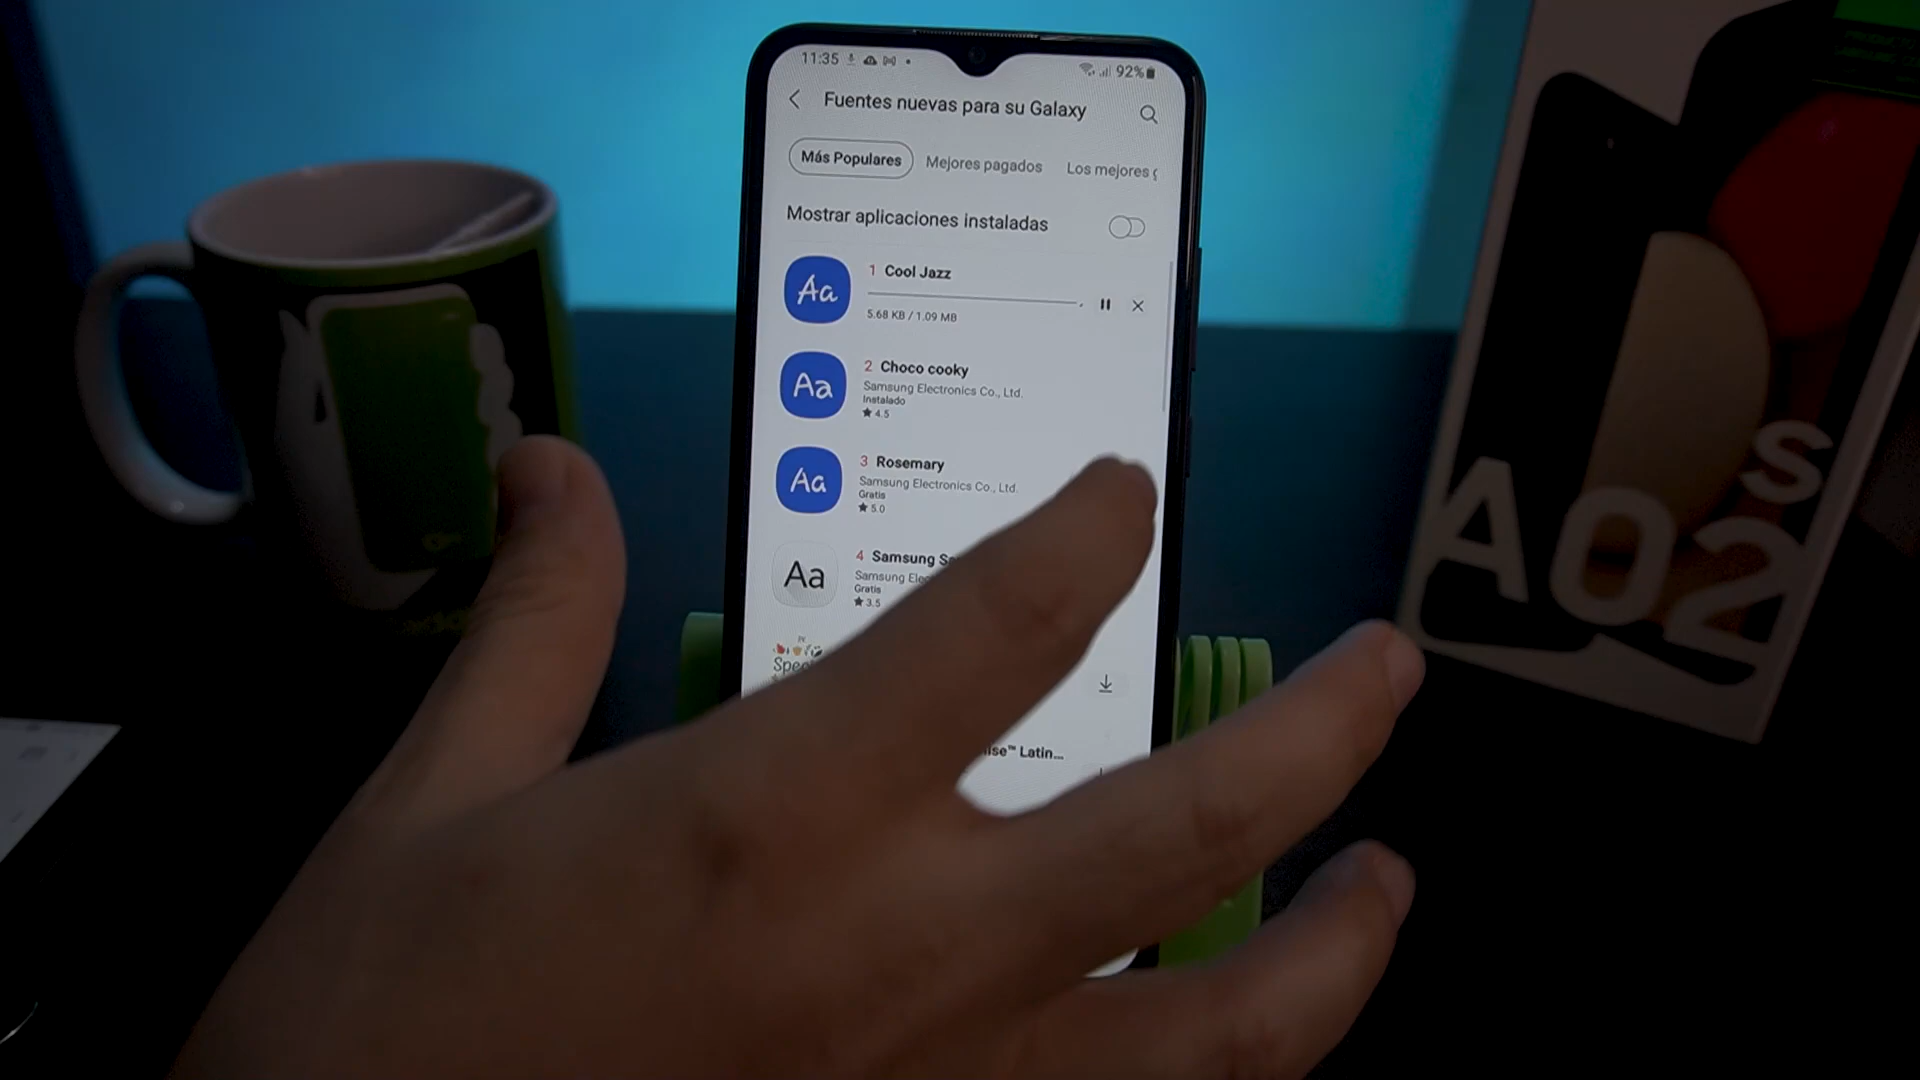 11:35
92%
Fuentes nuevas para su Galaxy
Más Populares
Mejores pagados
Los mejores
Mostrar aplicaciones instaladas
Aa
1 Cool Jazz
5.68 KB / 1.09 MB
Aa
2 Choco cooky
Samsung Electronics Co., Ltd.
Instalado
★ 4.5
Aa
3 Rosemary
Samsung Electronics Co., Ltd.
Gratis
★ 5.0
Aa
4 Samsung
Gratis
★ 3.5
Latin...
A02s